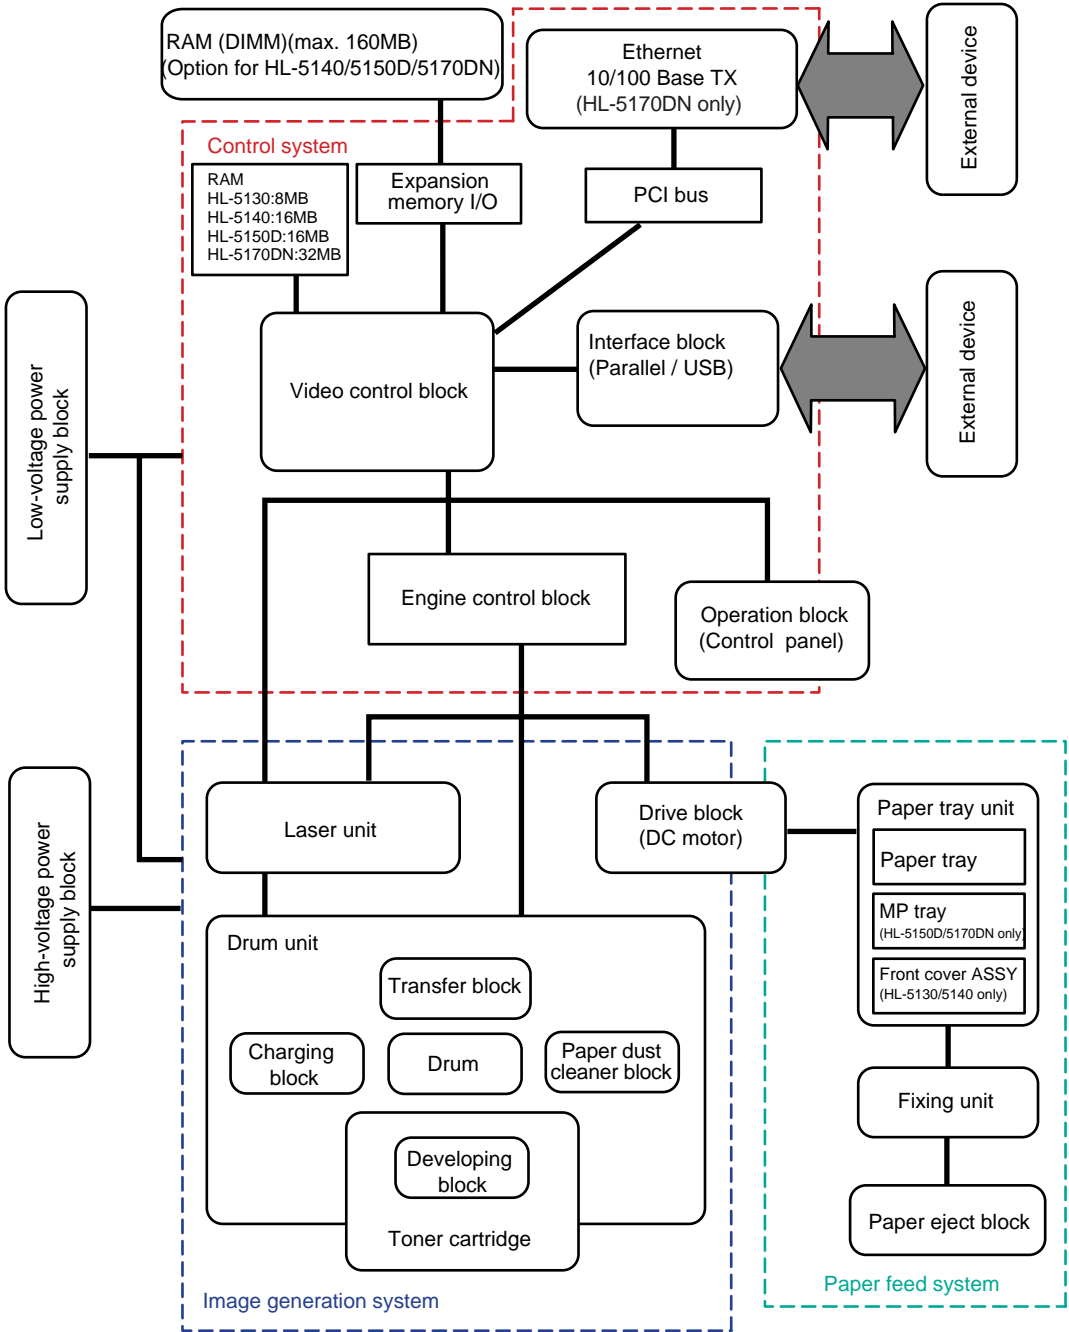 RAM (DIMM)(max. 160MB)
(Option for HL-5140/5150D/5170DN)
Ethernet
10/100 Base TX
(HL-5170DN only)
External device
Control system
RAM
HL-5130:8MB
HL-5140:16MB
HL-5150D:16MB
HL-5170DN:32MB
Expansion
memory I/O
PCI bus
Low-voltage power
supply block
Video control block
Interface block
(Parallel / USB)
External device
Engine control block
Operation block
(Control panel)
High-voltage power
supply block
Laser unit
Drive block
(DC motor)
Paper tray unit
Paper tray
MP tray
(HL-5150D/5170DN only)
Front cover ASSY
(HL-5130/5140 only)
Drum unit
Transfer block
Charging
block
Drum
Paper dust
cleaner block
Developing
block
Toner cartridge
Fixing unit
Paper eject block
Image generation system
Paper feed system